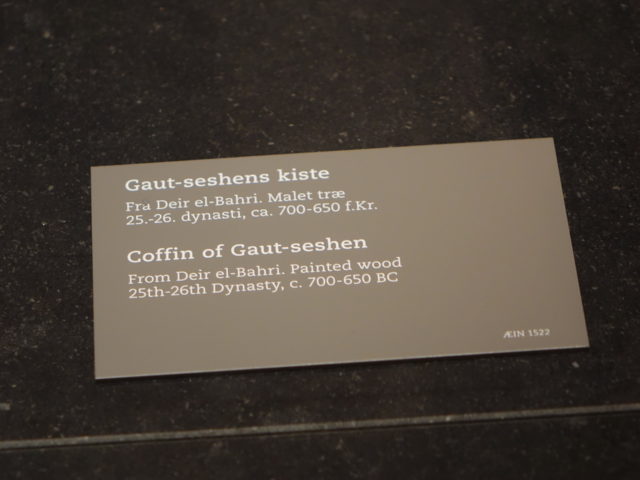 Gaut-seshens kiste
Fra Deir el-Bahri. Malet træ
25.-26. dynasti, ca. 700-650 f.Kr.
Coffin of Gaut-seshen
From Deir el-Bahri. Painted wood
25th-26th Dynasty, c. 700-650 BC
ÆIN 1522